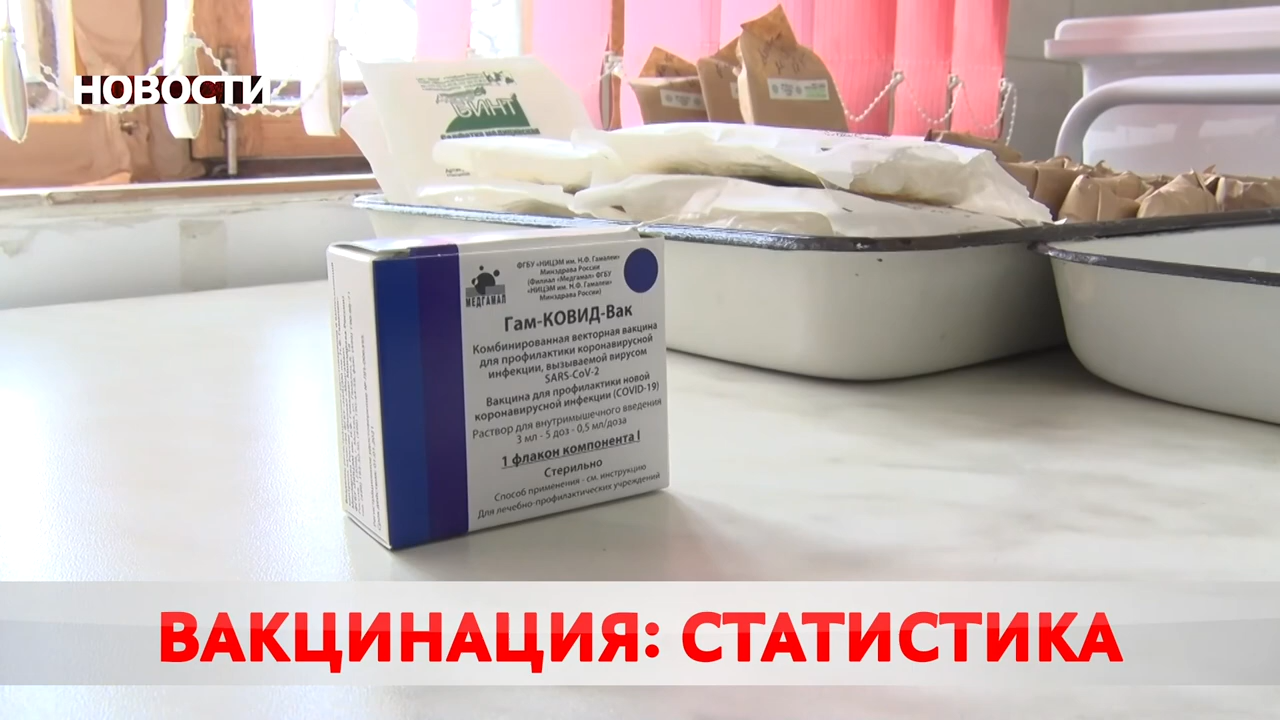 НОВОСТИ
ФГБУ «НИЦЭМ им. Н.Ф. Гамалеи»
Минздрава России
(Филиал «Медгамал» ФГБУ
«НИЦЭМ им. Н.Ф. Гамалеи»
Минздрава России)
МЕДГАМАЛ
Гам-КОВИД-Вак
Комбинированная векторная вакцина
для профилактики коронавирусной
инфекции, вызываемой вирусом
SARS-CoV-2
Вакцина для профилактики новой
коронавирусной инфекции (COVID-19)
Раствор для внутримышечного введения
3 мл - 5 доз - 0,5 мл/доза
1 флакон компонента I
Стерильно
Способ применения - см. инструкцию
Для лечебно-профилактических учреждений
ВАКЦИНАЦИЯ: СТАТИСТИКА